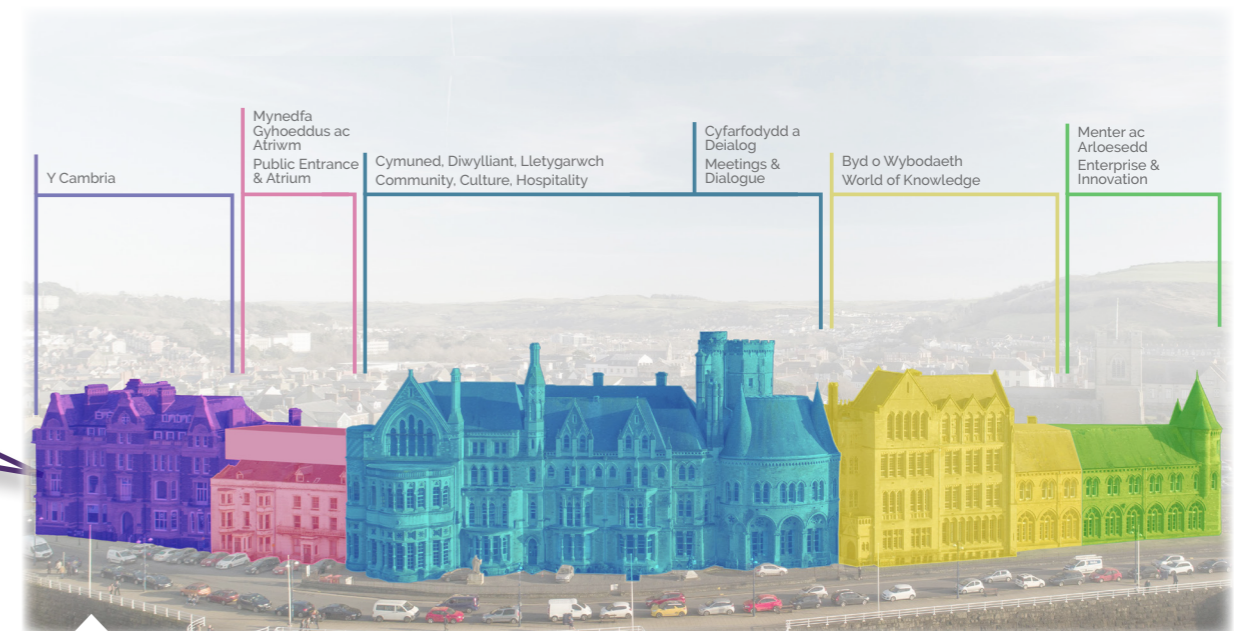 Y Cambria
Mynedfa
Gyhoeddus ac
Atriwm
Public Entrance
& Atrium
Cymuned, Diwylliant, Lletygarwch
Community, Culture, Hospitality
Cyfarfodydd a
Deialog
Meetings &
Dialogue
Byd o Wybodaeth
World of Knowledge
Menter ac
Arloesedd
Enterprise &
Innovation